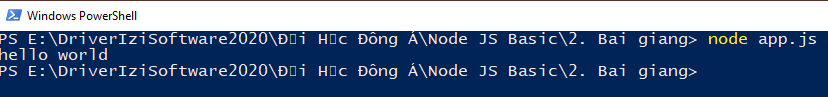 Windows PowerShell
PS E:\DriverIziSoftware2020\Đ▯i H▯c Đông Á\Node JS Basic\2. Bai giang> node app.js
hello world
PS E:\DriverIziSoftware2020\Đ▯i H▯c Đông Á\Node JS Basic\2. Bai giang>